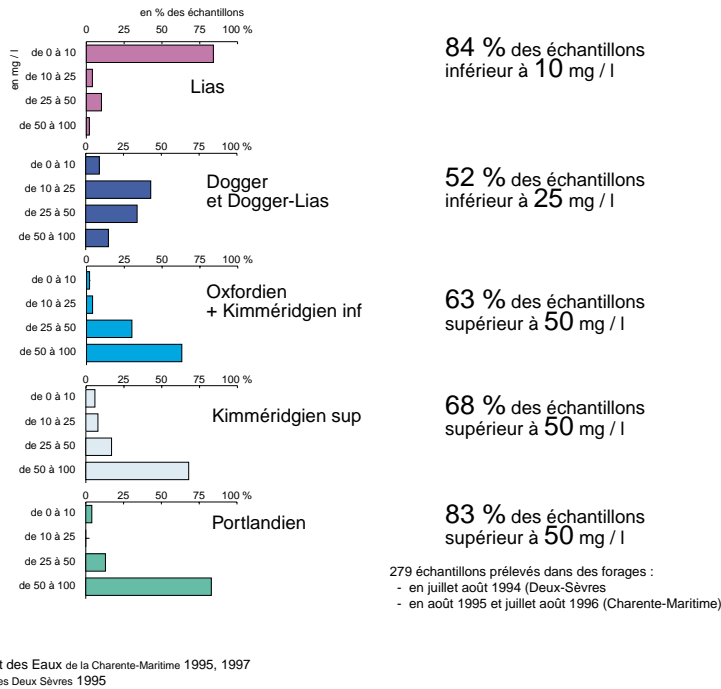 en % des échantillons
0 25 50 75 100 %
en mg / l
de 0 à 10
de 10 à 25
de 25 à 50
de 50 à 100
Lias
84 % des échantillons
inférieur à 10 mg / l
0 25 50 75 100 %
de 0 à 10
de 10 à 25
de 25 à 50
de 50 à 100
Dogger
et Dogger-Lias
52 % des échantillons
inférieur à 25 mg / l
0 25 50 75 100 %
de 0 à 10
de 10 à 25
de 25 à 50
de 50 à 100
Oxfordien
+ Kimméridgien inf
63 % des échantillons
supérieur à 50 mg / l
0 25 50 75 100 %
de 0 à 10
de 10 à 25
de 25 à 50
de 50 à 100
Kimméridgien sup
68 % des échantillons
supérieur à 50 mg / l
0 25 50 75 100 %
de 0 à 10
de 10 à 25
de 25 à 50
de 50 à 100
Portlandien
83 % des échantillons
supérieur à 50 mg / l
279 échantillons prélevés dans des forages :
- en juillet août 1994 (Deux-Sèvres
- en août 1995 et juillet août 1996 (Charente-Maritime)
des Eaux de la Charente-Maritime 1995, 1997
Deux Sèvres 1995